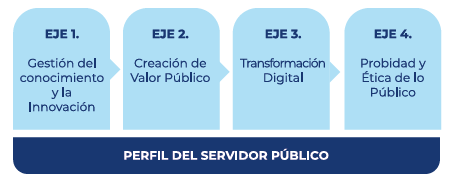 EJE 1.
Gestión del
conocimiento
y la
Innovación
EJE 2.
Creación de
Valor Público
EJE 3.
Transformación
Digital
EJE 4.
Probidad y
Ética de lo
Público
PERFIL DEL SERVIDOR PÚBLICO